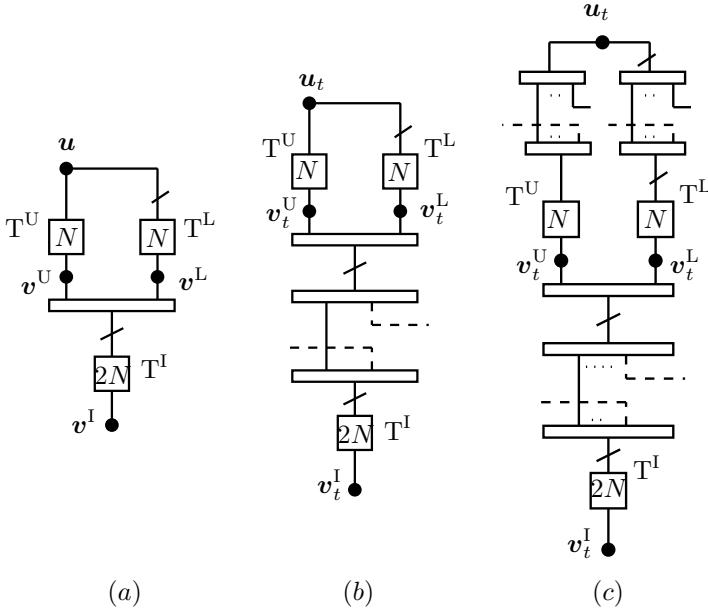 u
T^U N N T^L
v^U v^L
2N T^I
v^I
(a)
u_t
T^U N N T^L
v_t^U v_t^L
2N T^I
v_t^I
(b)
u_t
T^U N N T^L
v_t^U v_t^L
2N T^I
v_t^I
(c)